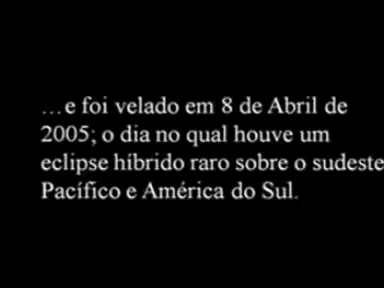 ...e foi velado em 8 de Abril de
2005; o dia no qual houve um
eclipse híbrido raro sobre o sudeste
Pacífico e América do Sul.